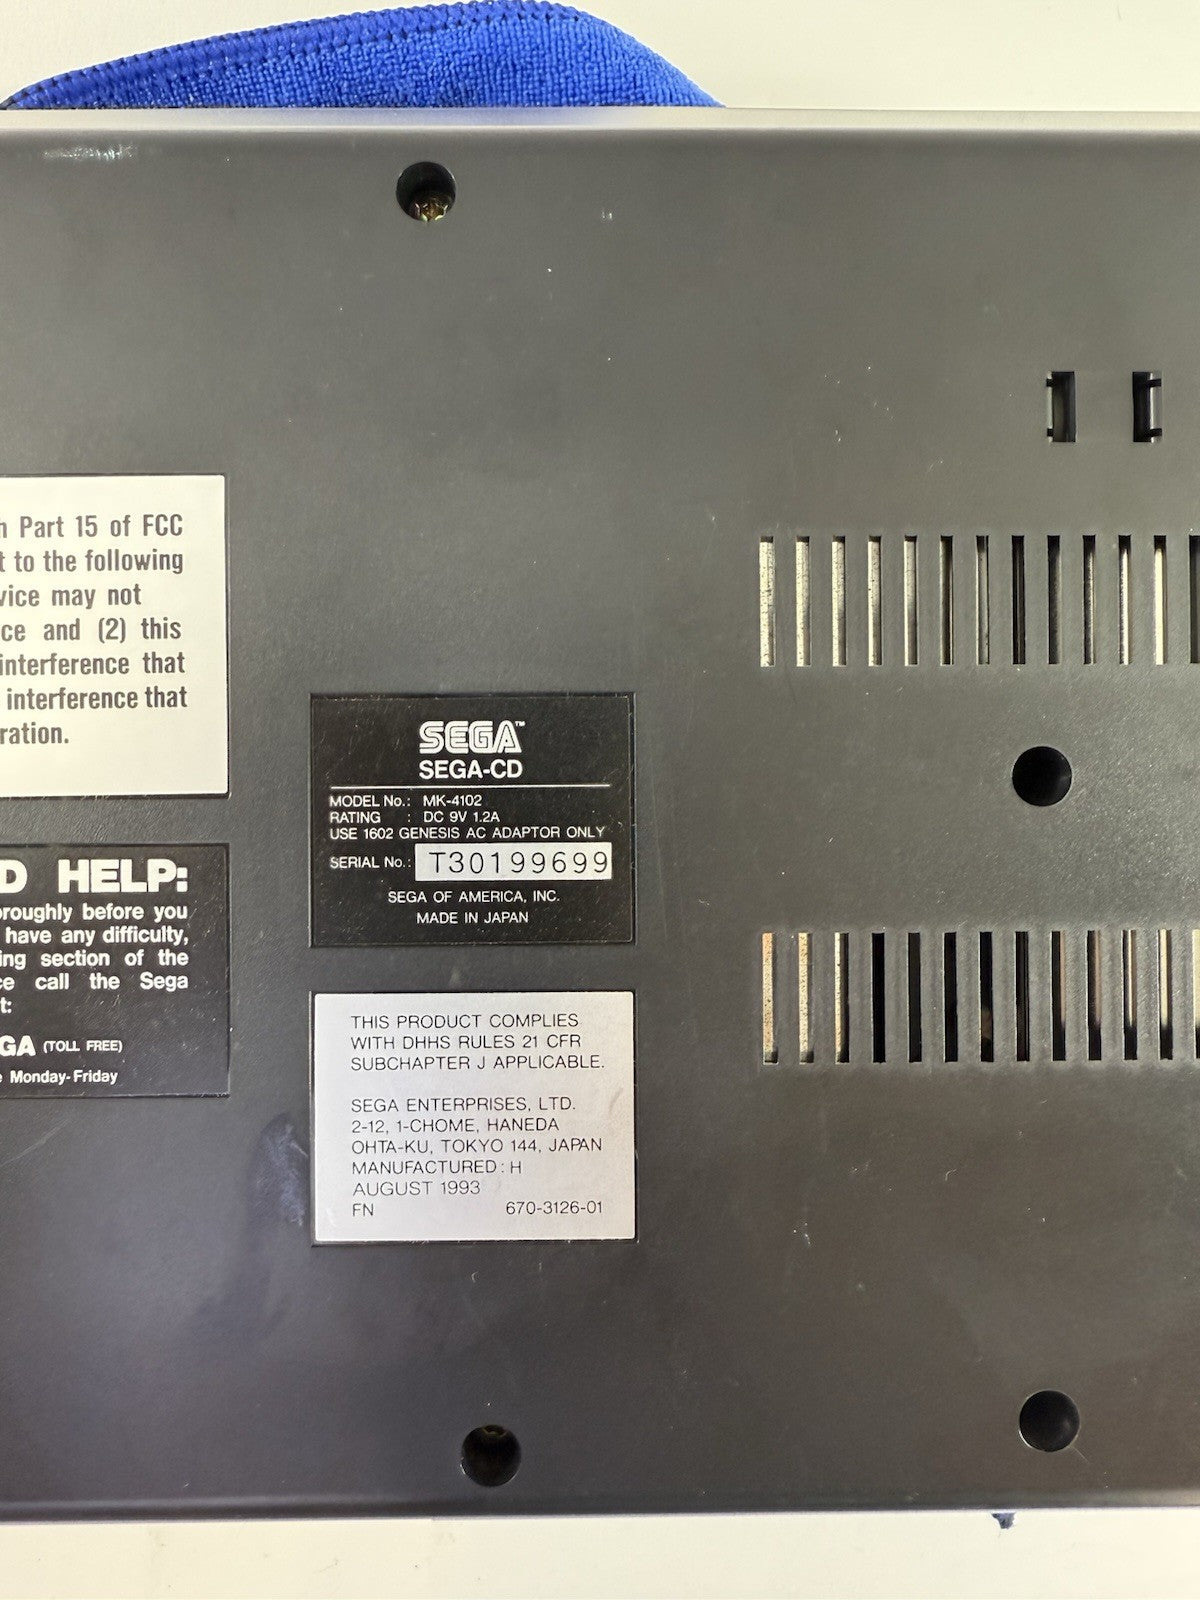 Part 15 of FCC
t to the following
vice may not
ce and (2) this
interference that
interference that
ration.
D HELP:
oroughly before you
have any difficulty,
ing section of the
ce call the Sega
t:
GA (TOLL FREE)
e Monday-Friday
SEGA™
SEGA-CD
MODEL No.: MK-4102
RATING : DC 9V 1.2A
USE 1602 GENESIS AC ADAPTOR ONLY
SERIAL No.: T30199699
SEGA OF AMERICA, INC.
MADE IN JAPAN
THIS PRODUCT COMPLIES
WITH DHHS RULES 21 CFR
SUBCHAPTER J APPLICABLE.
SEGA ENTERPRISES, LTD.
2-12, 1-CHOME, HANEDA
OHTA-KU, TOKYO 144, JAPAN
MANUFACTURED: H
AUGUST 1993
FN 670-3126-01